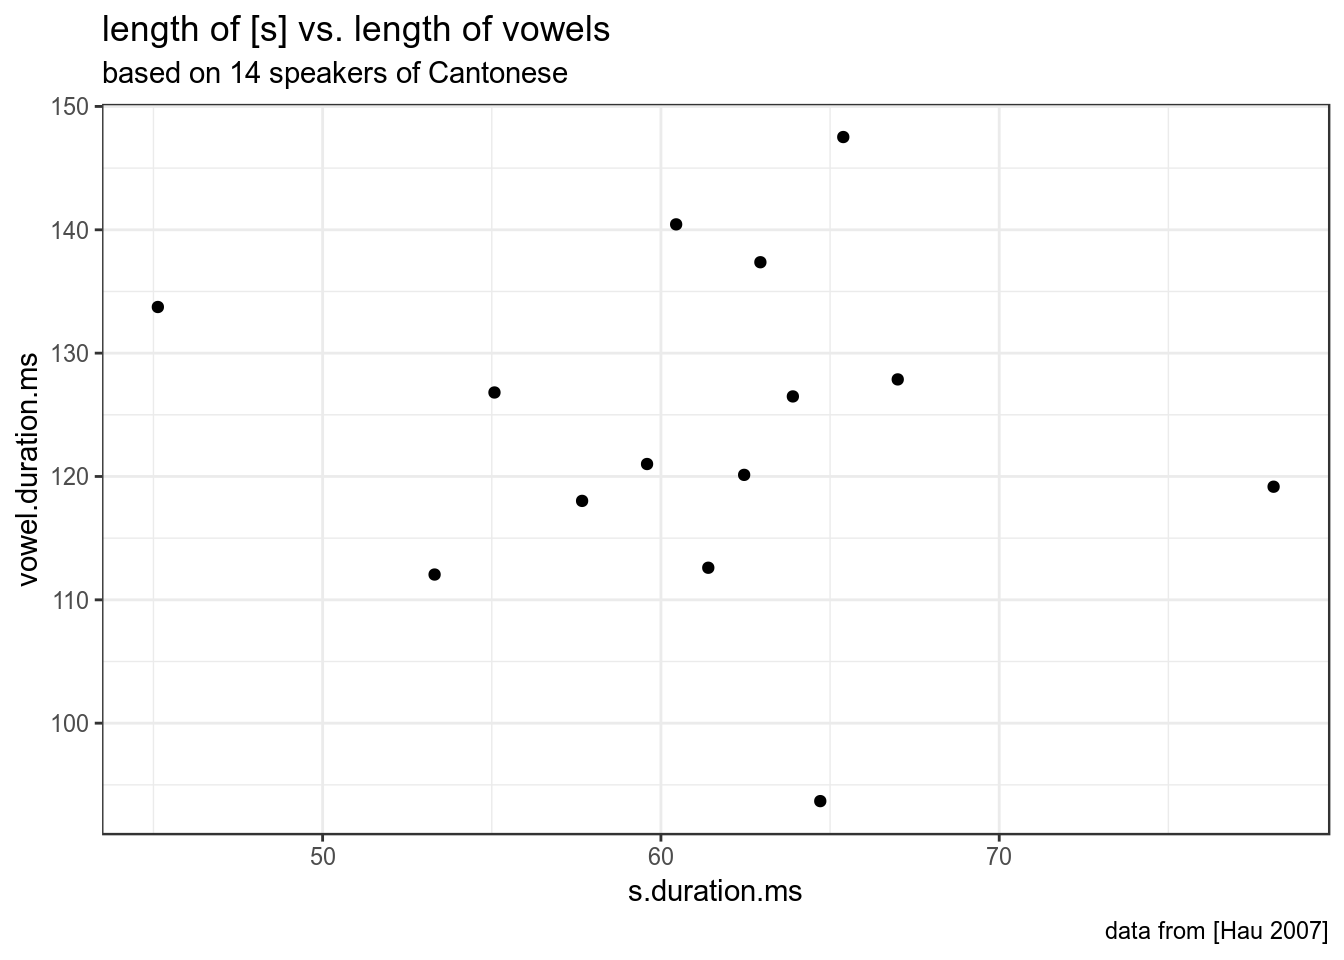 length of [s] vs. length of vowels
based on 14 speakers of Cantonese
150
140
130
120
110
100
vowel.duration.ms
50 60 70
s.duration.ms
data from [Hau 2007]